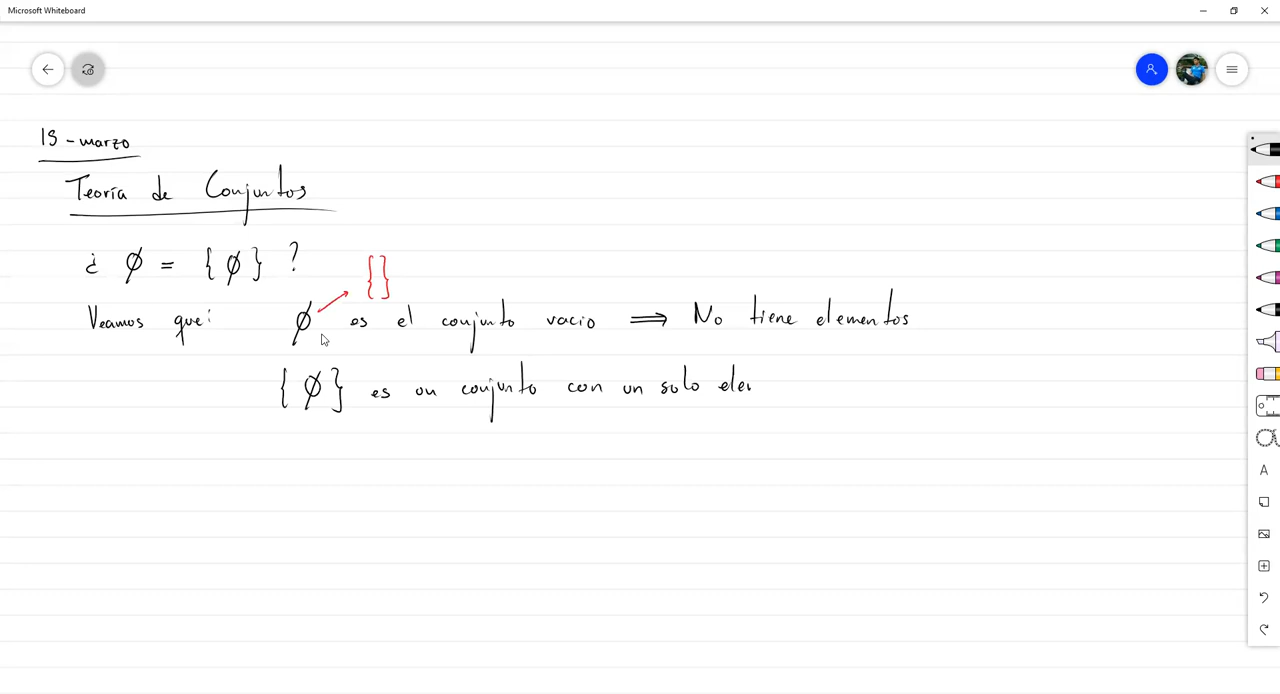 Microsoft Whiteboard
15 - marzo
Teoría de Conjuntos
¿ ∅ = { ∅ } ?
{ }
Veamos que: ∅ es el conjunto vacio ⟹ No tiene elementos
{ ∅ } es un conjunto con un solo ele
A